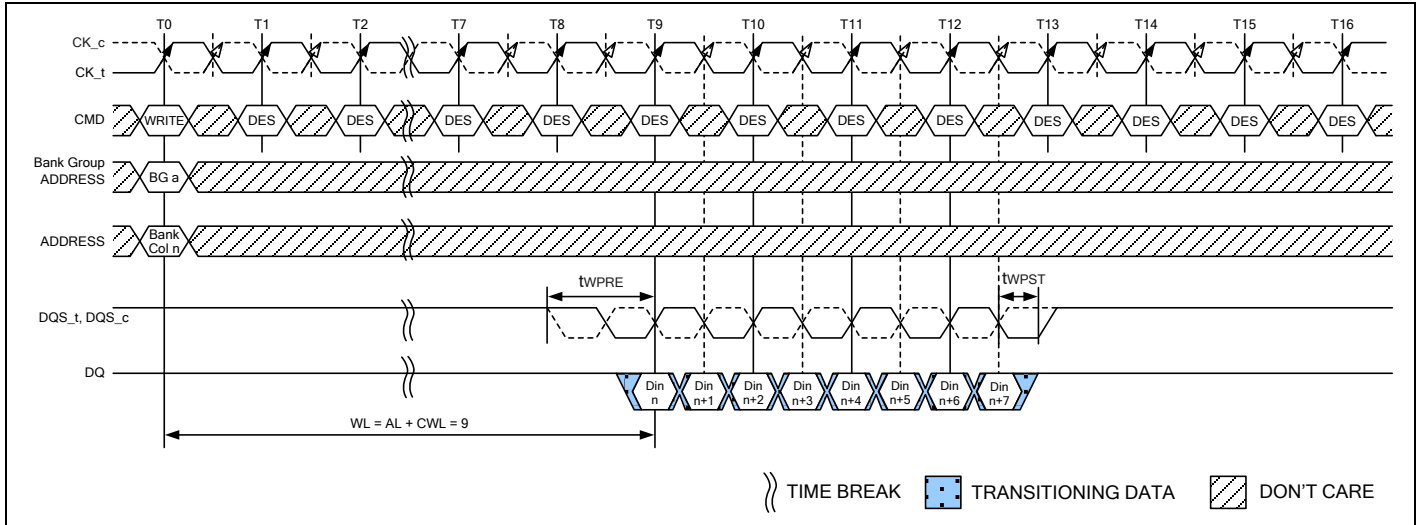 T0 T1 T2 T7 T8 T9 T10 T11 T12 T13 T14 T15 T16
CK_c
CK_t
CMD WRITE DES DES DES DES DES DES DES DES DES DES DES DES
Bank Group
ADDRESS BG a
ADDRESS Bank
Col n
tWPRE tWPST
DQS_t, DQS_c
DQ Din
n Din
n+1 Din
n+2 Din
n+3 Din
n+4 Din
n+5 Din
n+6 Din
n+7
WL = AL + CWL = 9
TIME BREAK TRANSITIONING DATA DON'T CARE